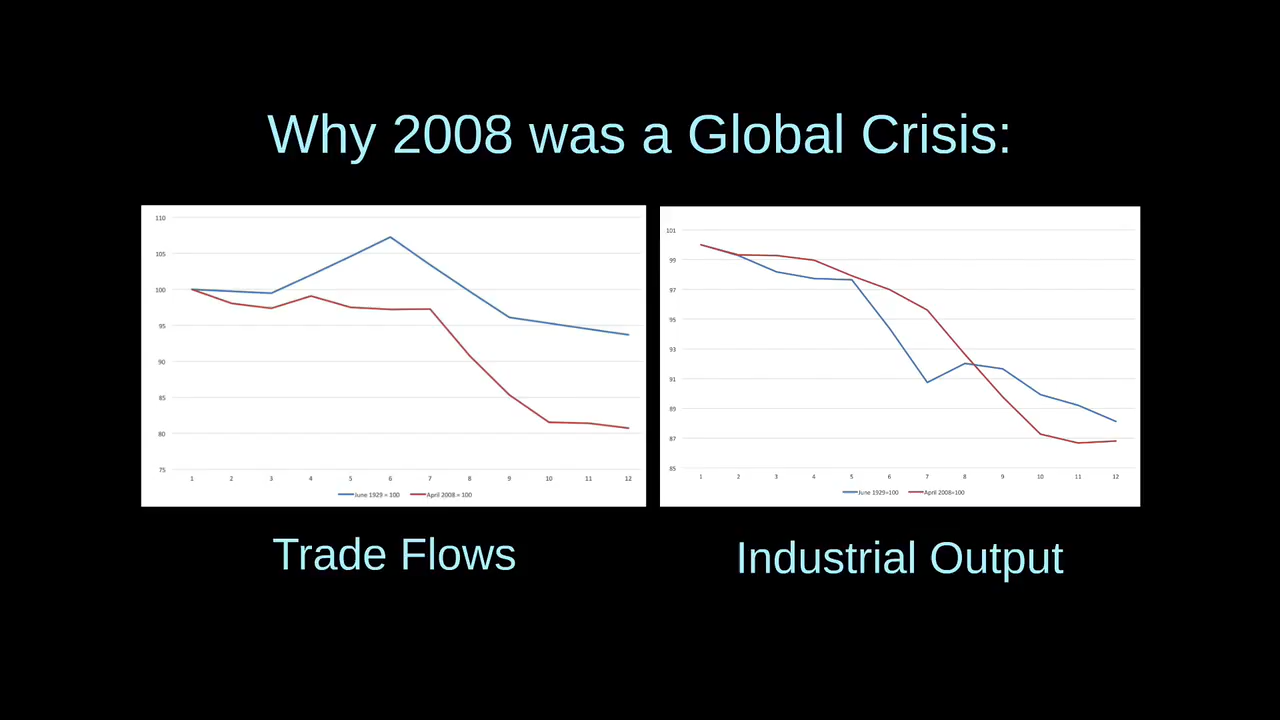 Why 2008 was a Global Crisis:
110
105
100
95
90
85
80
75
1 2 3 4 5 6 7 8 9 10 11 12
June 1929 = 100 April 2008 = 100
101
99
97
95
93
91
89
87
85
1 2 3 4 5 6 7 8 9 10 11 12
June 1929=100 April 2008=100
Trade Flows
Industrial Output